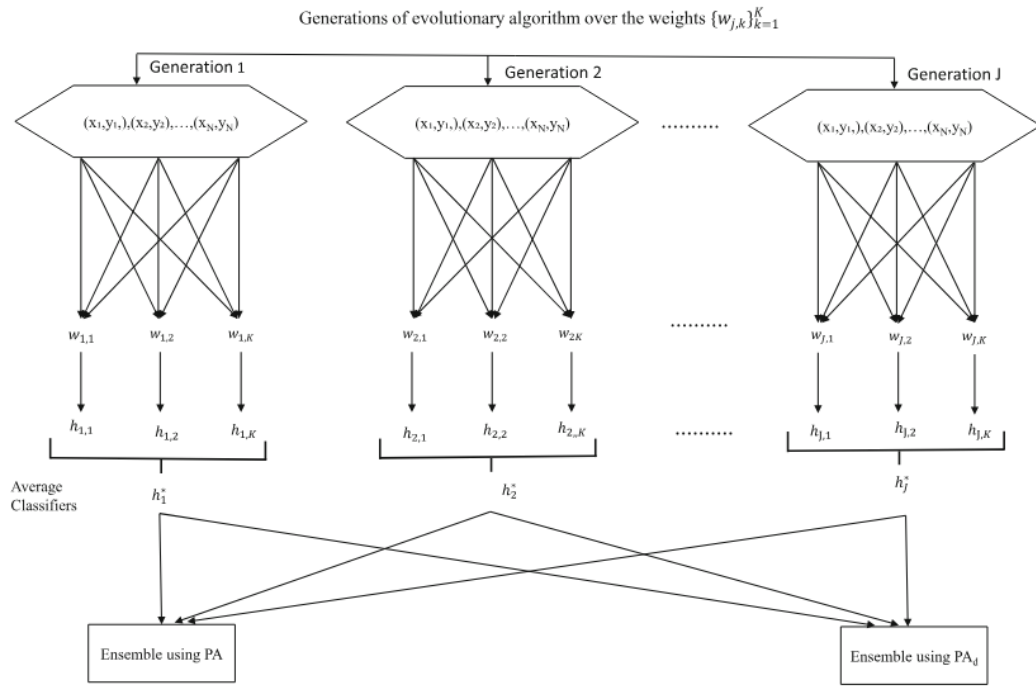 Generations of evolutionary algorithm over the weights {w_{j,k}}_{k=1}^{K}
Generation 1
Generation 2
Generation J
(x₁,y₁,),(x₂,y₂),…,(x_N,y_N)
(x₁,y₁,),(x₂,y₂),…,(x_N,y_N)
..........
(x₁,y₁,),(x₂,y₂),…,(x_N,y_N)
w_{1,1} w_{1,2} w_{1,K}
w_{2,1} w_{2,2} w_{2K}
..........
w_{J,1} w_{J,2} w_{J,K}
h_{1,1} h_{1,2} h_{1,K}
h_{2,1} h_{2,2} h_{2,,K}
..........
h_{J,1} h_{J,2} h_{J,K}
Average
Classifiers
h₁* h₂* h_J*
Ensemble using PA
Ensemble using PA_d